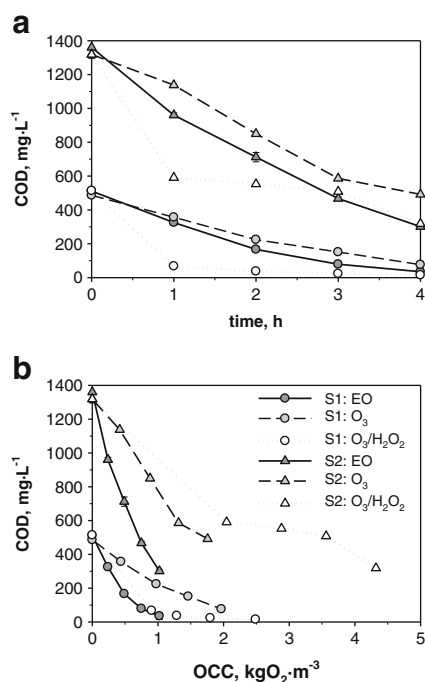 a
1400
1200
1000
800
600
400
200
0
COD, mg·L⁻¹
0 1 2 3 4
time, h
b
1400
1200
1000
800
600
400
200
0
COD, mg·L⁻¹
S1: EO
S1: O₃
S1: O₃/H₂O₂
S2: EO
S2: O₃
S2: O₃/H₂O₂
0 1 2 3 4 5
OCC, kgO₂·m⁻³